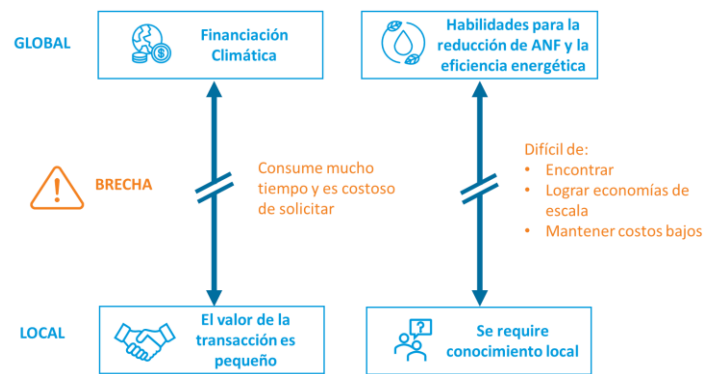 GLOBAL
Financiación
Climática
Habilidades para la
reducción de ANF y la
eficiencia energética
BRECHA
Consume mucho
tiempo y es costoso
de solicitar
Difícil de:
• Encontrar
• Lograr economías de
escala
• Mantener costos bajos
LOCAL
El valor de la
transacción es
pequeño
Se require
conocimiento local